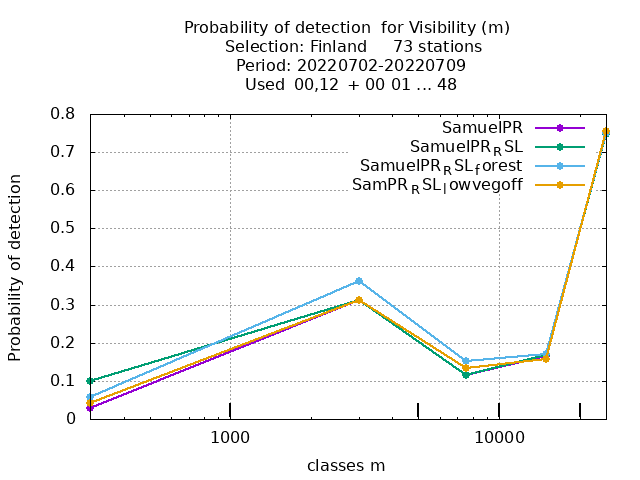 Probability of detection for Visibility (m)
Selection: Finland 73 stations
Period: 20220702-20220709
Used 00,12 + 00 01 ... 48
0.8
0.7
0.6
0.5
0.4
0.3
0.2
0.1
0
Probability of detection
SamuelPR
SamuelPR_RSL
SamuelPR_RSL_forest
SamPR_RSL_lowvegoff
1000
10000
classes m